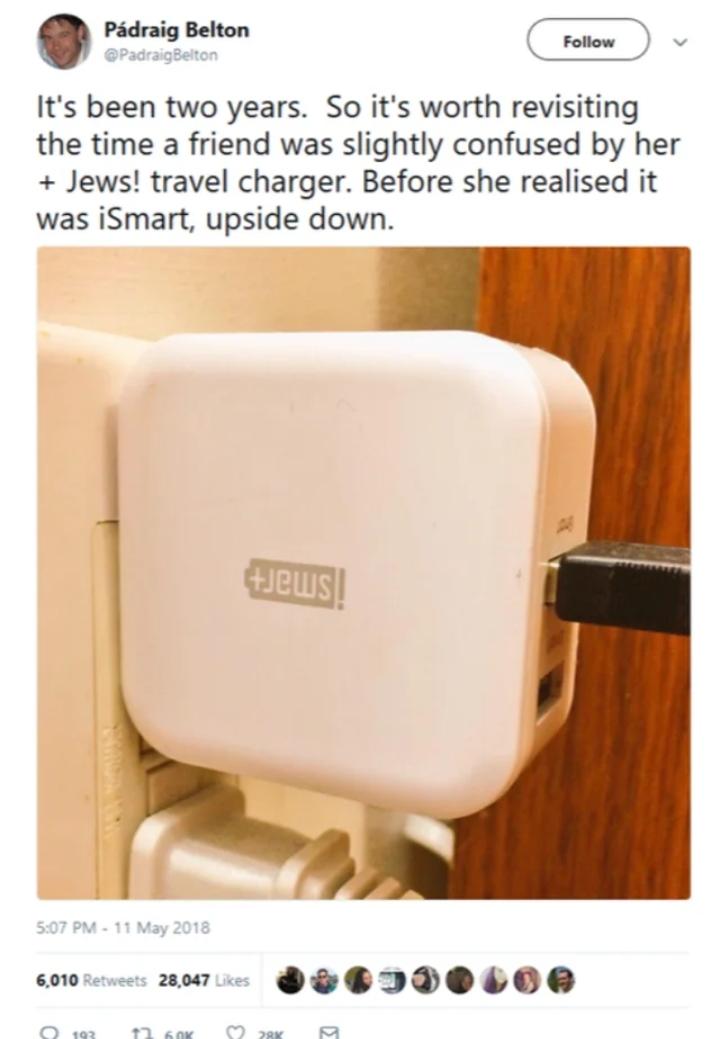 Pádraig Belton
@PadraigBelton
Follow
It's been two years.  So it's worth revisiting
the time a friend was slightly confused by her
+ Jews! travel charger. Before she realised it
was iSmart, upside down.
+Jews!
5:07 PM - 11 May 2018
6,010 Retweets 28,047 Likes
193 6.0K 28K